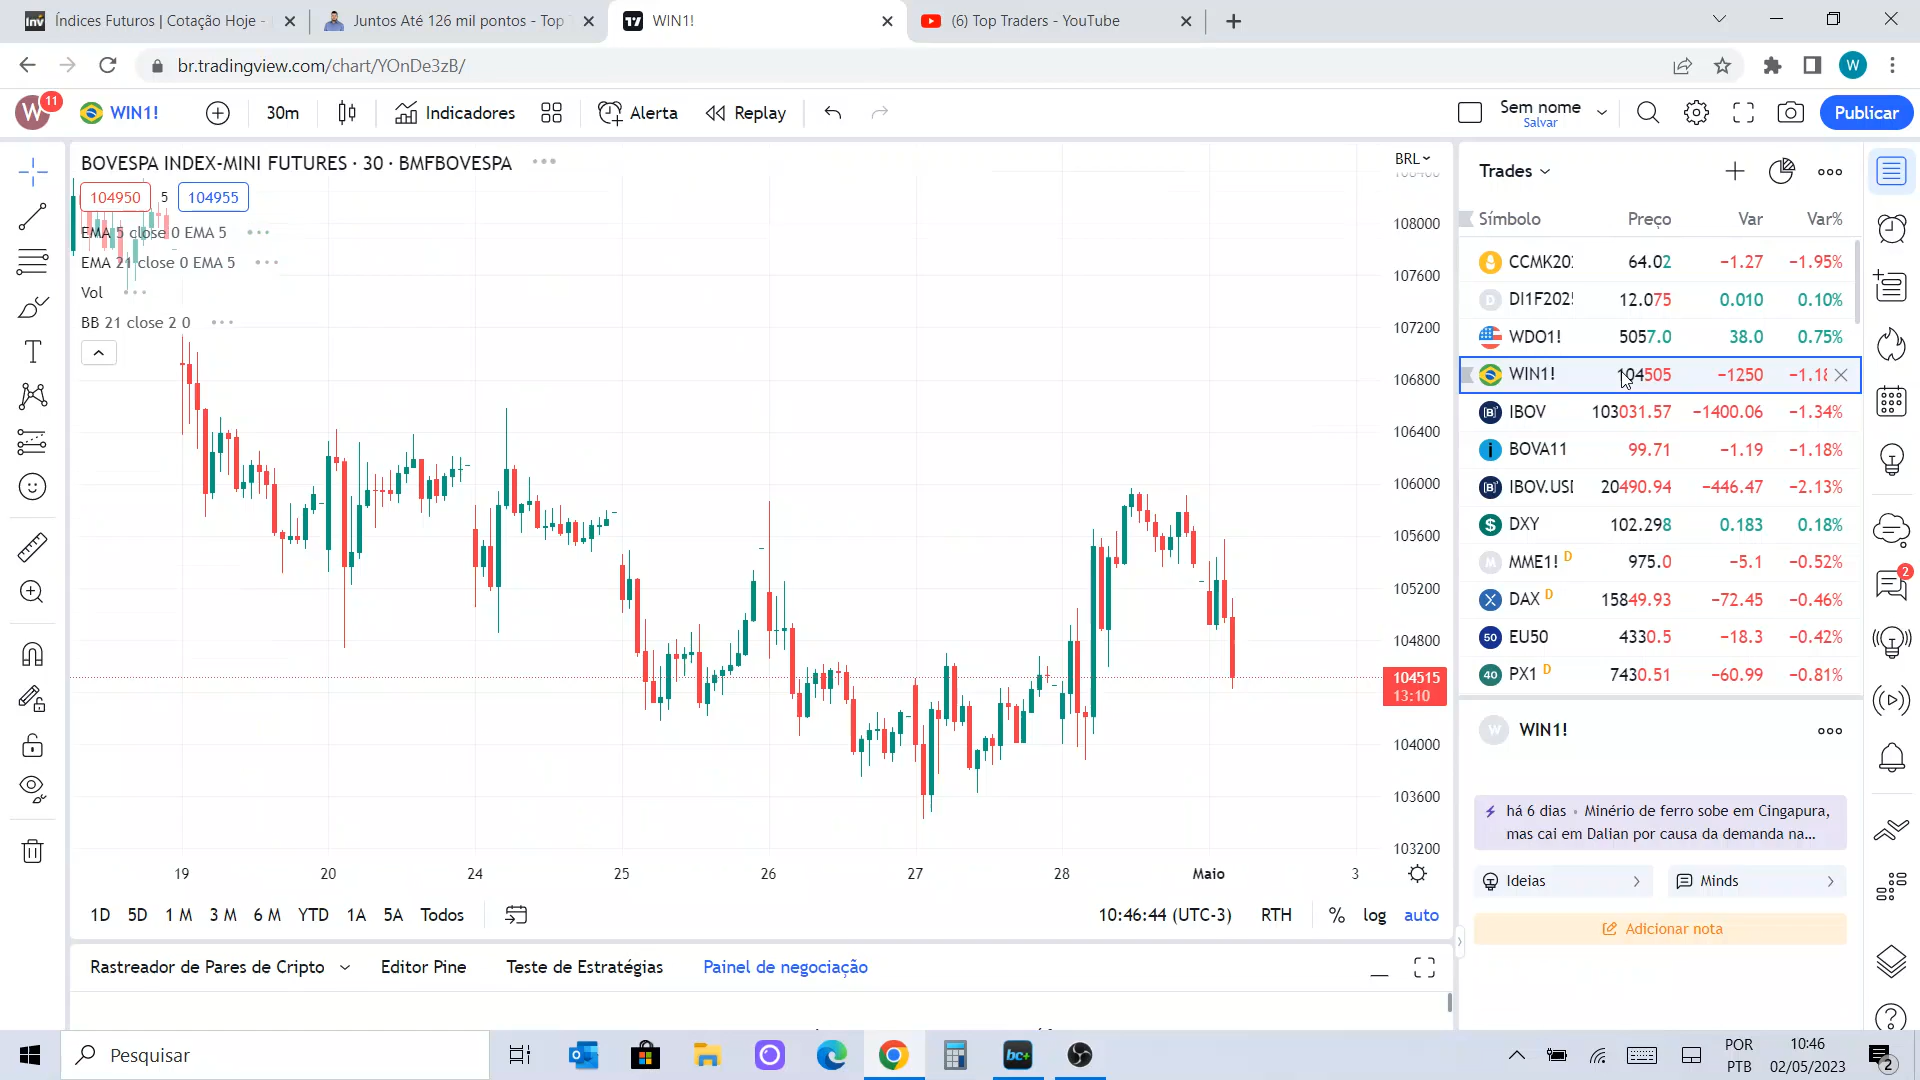 Índices Futuros | Cotação Hoje -
Juntos Até 126 mil pontos - Top
WIN1!
(6) Top Traders - YouTube
br.tradingview.com/chart/YOnDe3zB/
W
W
11
WIN1!
30m
Indicadores
Alerta
Replay
Sem nome
Salvar
Publicar
BOVESPA INDEX-MINI FUTURES · 30 · BMFBOVESPA
104950
5
104955
EMA 5 close 0 EMA 5
EMA 21 close 0 EMA 5
Vol
BB 21 close 2 0
BRL
108400
108000
107600
107200
106800
106400
106000
105600
105200
104800
104515
13:10
104000
103600
103200
19
20
24
25
26
27
28
Maio
3
1D
5D
1 M
3 M
6 M
YTD
1A
5A
Todos
10:46:44 (UTC-3)
RTH
%
log
auto
Rastreador de Pares de Cripto
Editor Pine
Teste de Estratégias
Painel de negociação
Trades
Símbolo Preço Var Var%
CCMK20 64.02 −1.27 −1.95%
DI1F202 12.075 0.010 0.10%
WDO1! 5057.0 38.0 0.75%
WIN1! 104505 −1250 −1.18
IBOV 103031.57 −1400.06 −1.34%
BOVA11 99.71 −1.19 −1.18%
IBOV.USD 20490.94 −446.47 −2.13%
DXY 102.298 0.183 0.18%
MME1! D 975.0 −5.1 −0.52%
DAX D 15849.93 −72.45 −0.46%
EU50 4330.5 −18.3 −0.42%
PX1 D 7430.51 −60.99 −0.81%
W
WIN1!
há 6 dias • Minério de ferro sobe em Cingapura,
mas cai em Dalian por causa da demanda na...
Ideias
Minds
Adicionar nota
2
Pesquisar
POR
PTB
10:46
02/05/2023
2